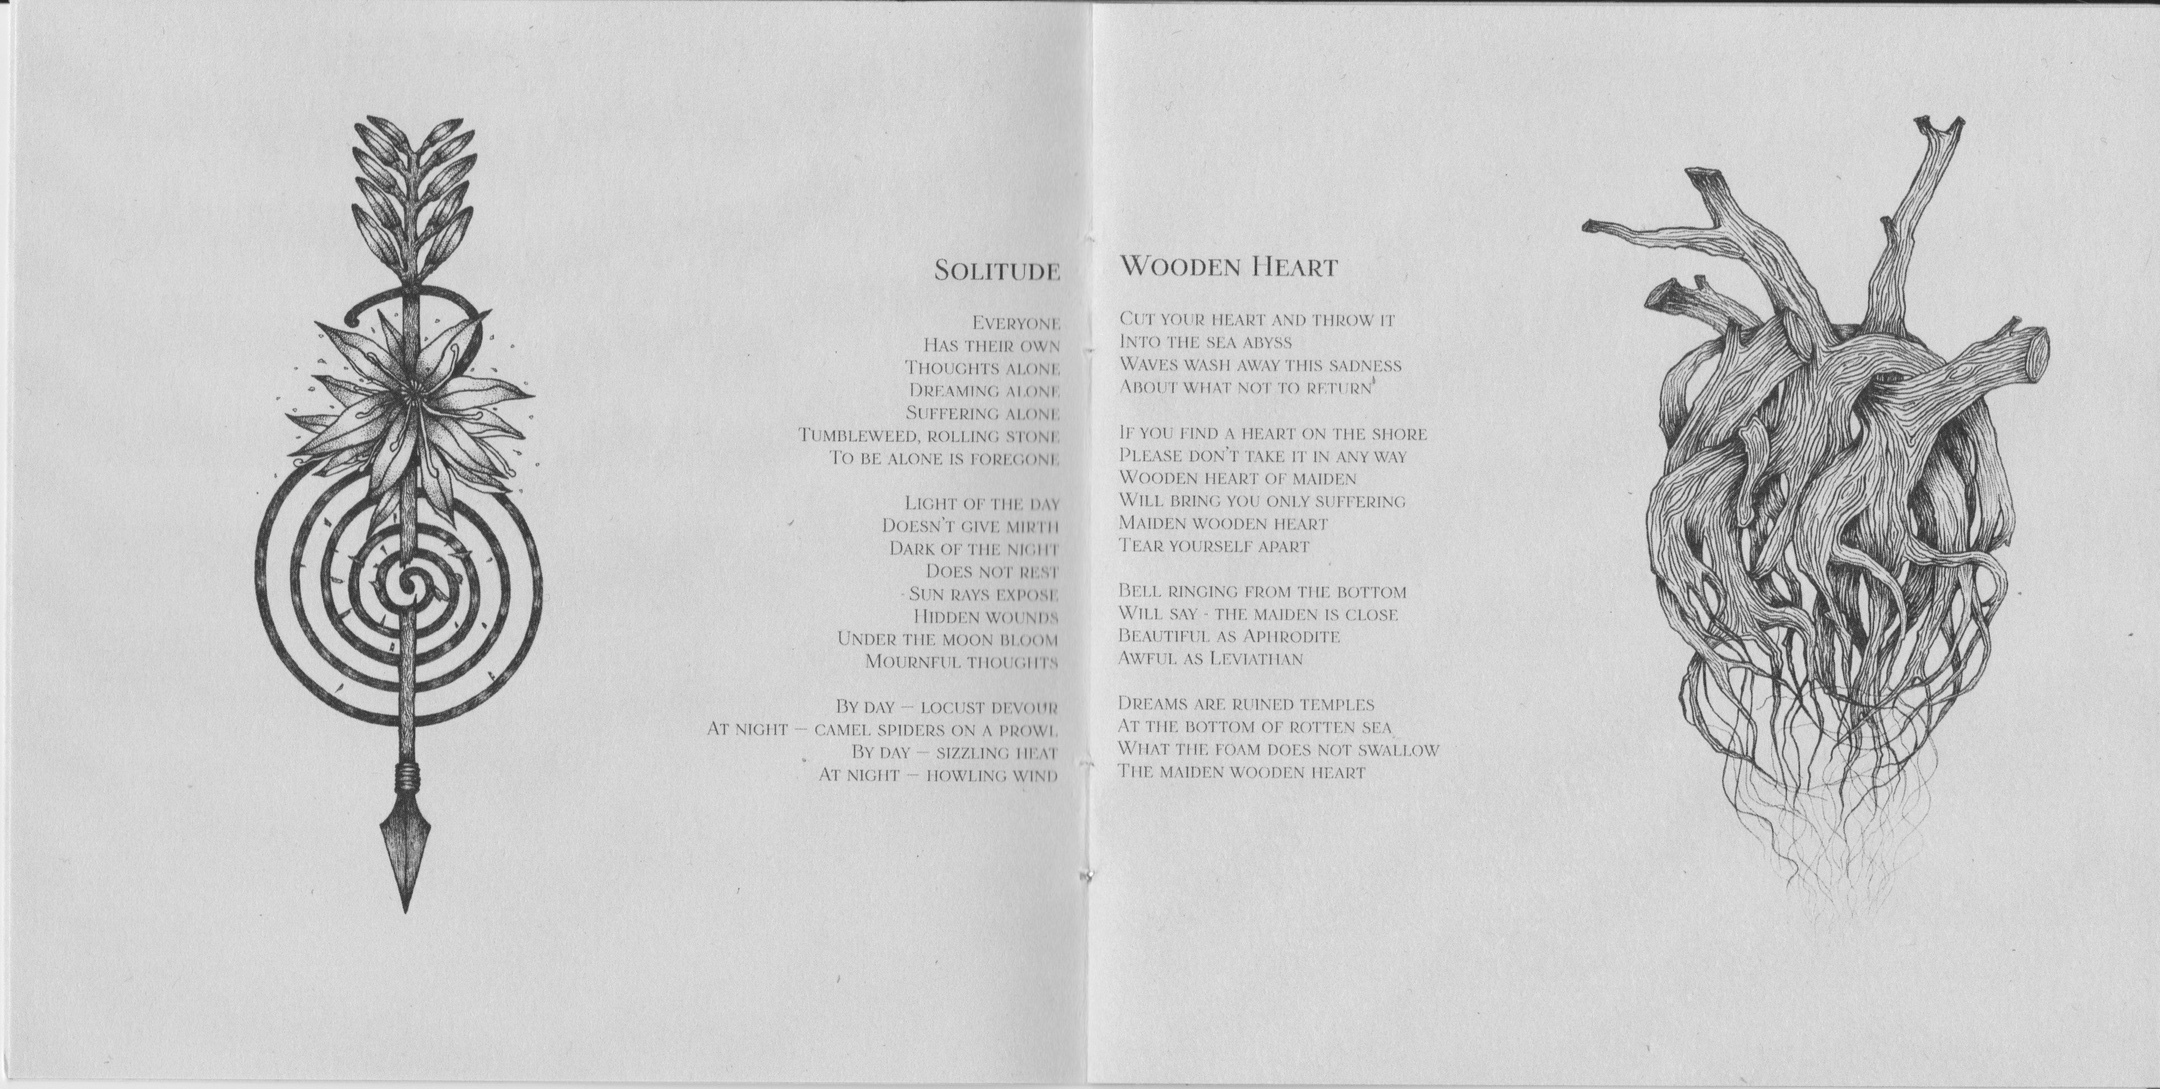 Solitude
Everyone
Has their own
Thoughts alone
Dreaming alone
Suffering alone
Tumbleweed, rolling stone
To be alone is foregone
Light of the day
Doesn't give mirth
Dark of the night
Does not rest
Sun rays expose
Hidden wounds
Under the moon bloom
Mournful thoughts
By day — locust devour
At night — camel spiders on a prowl
By day — sizzling heat
At night — howling wind
Wooden Heart
Cut your heart and throw it
Into the sea abyss
Waves wash away this sadness
About what not to return
If you find a heart on the shore
Please don't take it in any way
Wooden heart of maiden
Will bring you only suffering
Maiden wooden heart
Tear yourself apart
Bell ringing from the bottom
Will say - the maiden is close
Beautiful as Aphrodite
Awful as Leviathan
Dreams are ruined temples
At the bottom of rotten sea
What the foam does not swallow
The maiden wooden heart